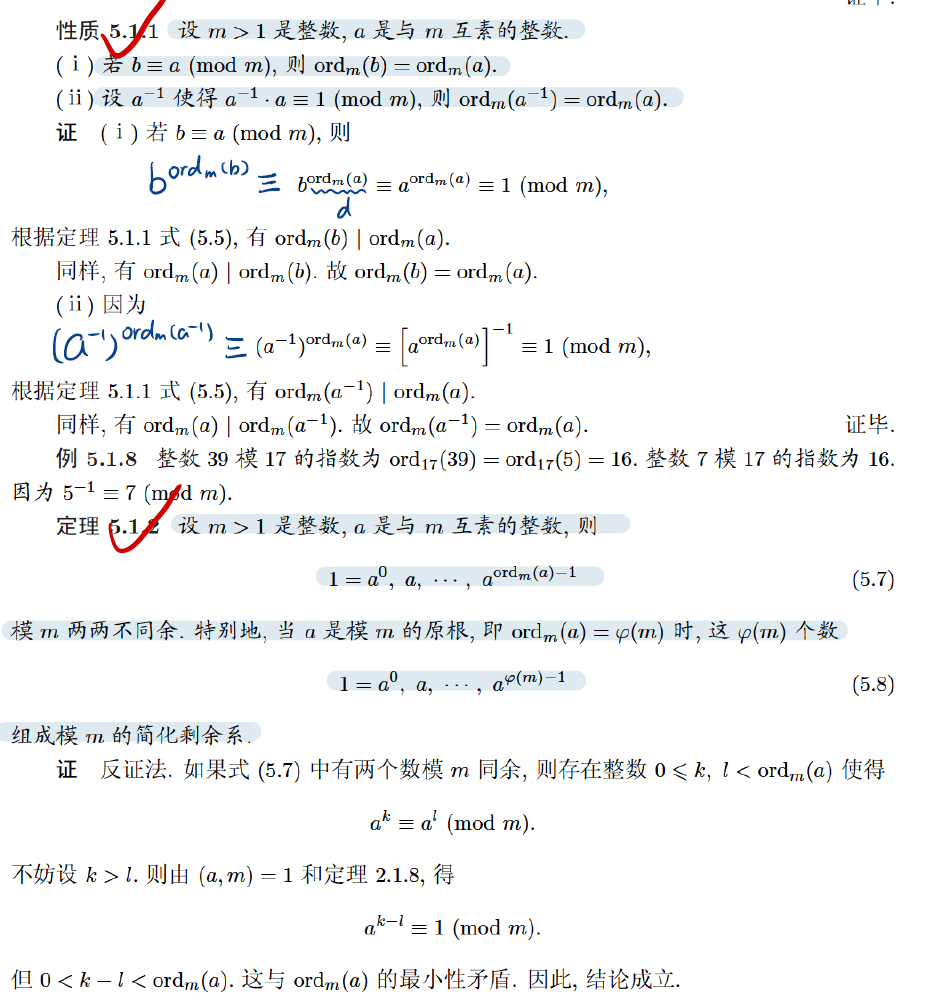 证毕.
性质 5.1.1 设 m > 1 是整数, a 是与 m 互素的整数.
(ⅰ) 若 b ≡ a (mod m), 则 ord_m(b) = ord_m(a).
(ⅱ) 设 a^{-1} 使得 a^{-1} · a ≡ 1 (mod m), 则 ord_m(a^{-1}) = ord_m(a).
证 (ⅰ) 若 b ≡ a (mod m), 则
b^{ord_m(b)} ≡ b^{ord_m(a)} ≡ a^{ord_m(a)} ≡ 1 (mod m),
d
根据定理 5.1.1 式 (5.5), 有 ord_m(b) | ord_m(a).
同样, 有 ord_m(a) | ord_m(b). 故 ord_m(b) = ord_m(a).
(ⅱ) 因为
(a^{-1})^{ord_m(a^{-1})} ≡ (a^{-1})^{ord_m(a)} ≡ [a^{ord_m(a)}]^{-1} ≡ 1 (mod m),
根据定理 5.1.1 式 (5.5), 有 ord_m(a^{-1}) | ord_m(a).
同样, 有 ord_m(a) | ord_m(a^{-1}). 故 ord_m(a^{-1}) = ord_m(a). 证毕.
例 5.1.8 整数 39 模 17 的指数为 ord_{17}(39) = ord_{17}(5) = 16. 整数 7 模 17 的指数为 16.
因为 5^{-1} ≡ 7 (mod m).
定理 5.1.2 设 m > 1 是整数, a 是与 m 互素的整数, 则
1 = a^0, a, ⋯, a^{ord_m(a)-1} (5.7)
模 m 两两不同余. 特别地, 当 a 是模 m 的原根, 即 ord_m(a) = φ(m) 时, 这 φ(m) 个数
1 = a^0, a, ⋯, a^{φ(m)-1} (5.8)
组成模 m 的简化剩余系.
证 反证法. 如果式 (5.7) 中有两个数模 m 同余, 则存在整数 0 ⩽ k, l < ord_m(a) 使得
a^k ≡ a^l (mod m).
不妨设 k > l. 则由 (a, m) = 1 和定理 2.1.8, 得
a^{k-l} ≡ 1 (mod m).
但 0 < k − l < ord_m(a). 这与 ord_m(a) 的最小性矛盾. 因此, 结论成立.